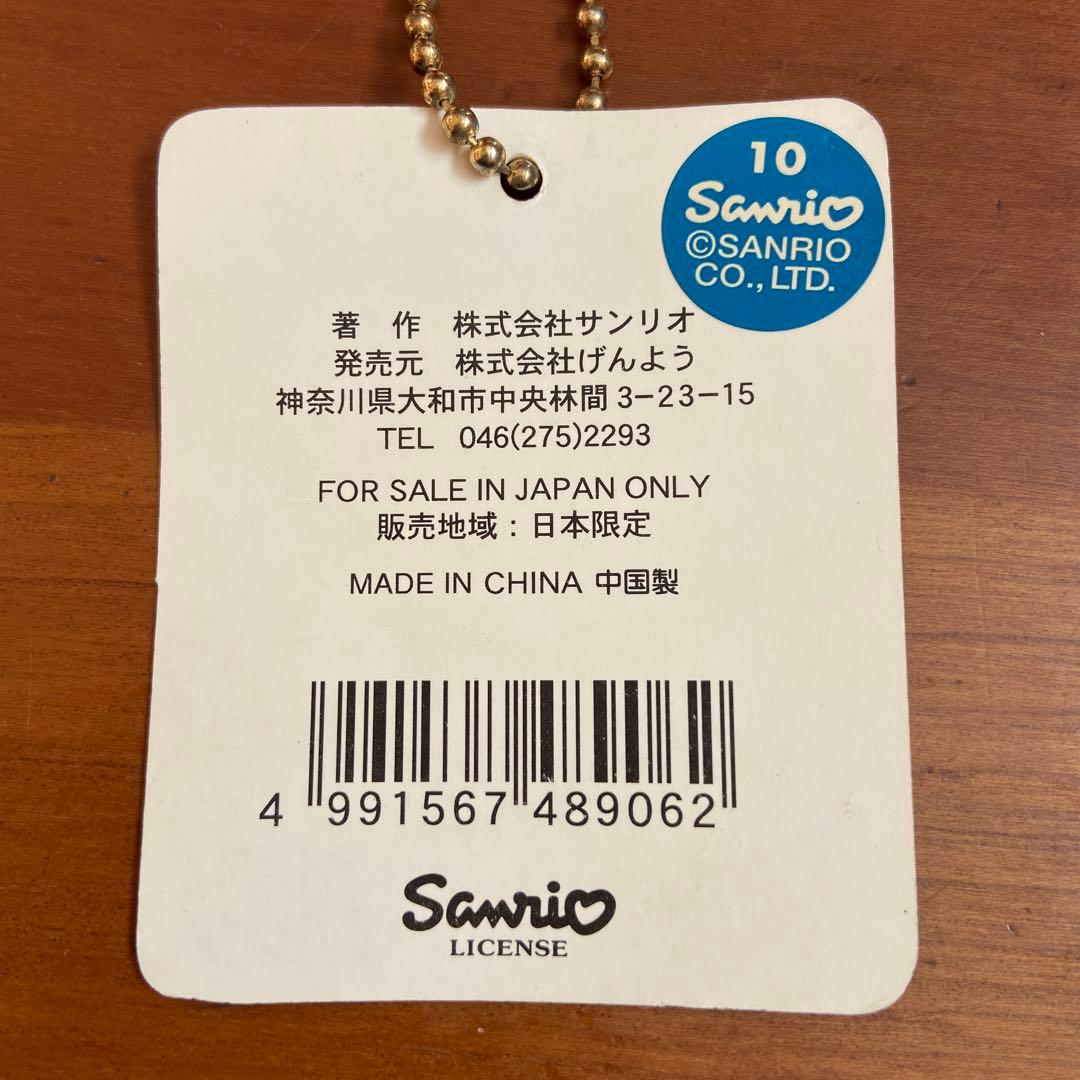 10
Sanrio
©SANRIO
CO., LTD.
著　作　株式会社サンリオ
発売元　株式会社げんよう
神奈川県大和市中央林間3-23-15
TEL　046(275)2293
FOR SALE IN JAPAN ONLY
販売地域：日本限定
MADE IN CHINA 中国製
4 991567 489062
Sanrio
LICENSE